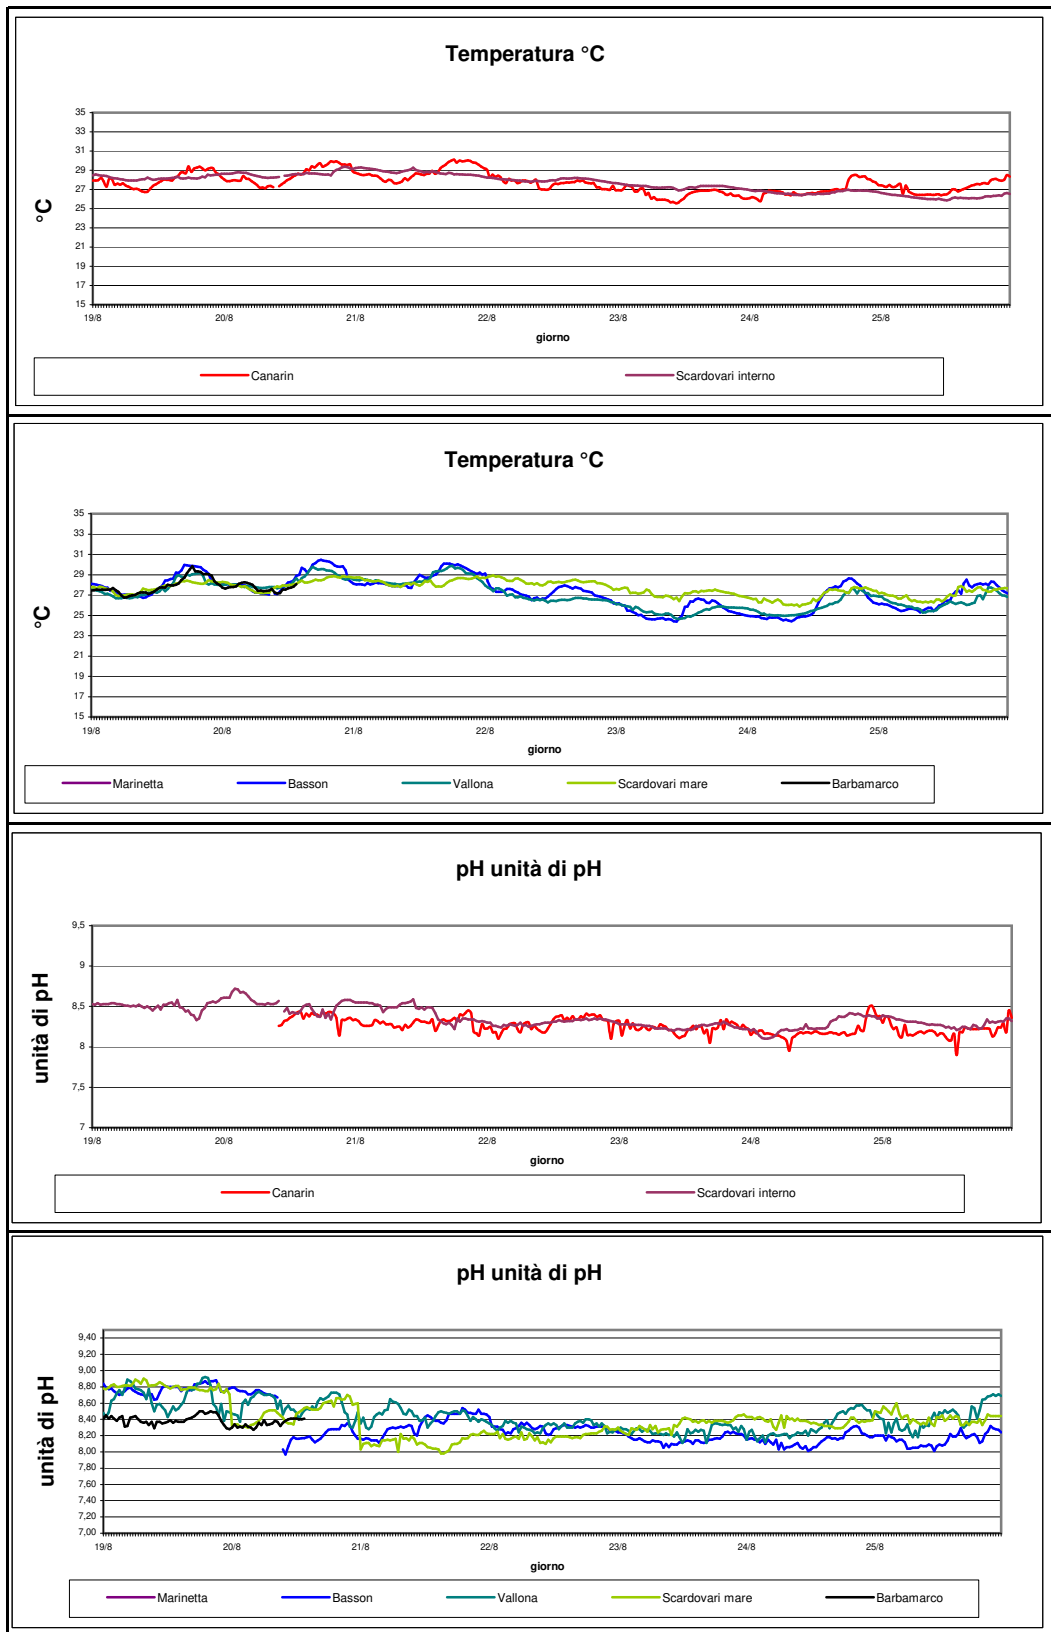 Temperatura °C
35
33
31
29
27
25
23
21
19
17
15
°C
19/8 20/8 21/8 22/8 23/8 24/8 25/8
giorno
Canarin Scardovari interno
Temperatura °C
35
33
31
29
27
25
23
21
19
17
15
°C
19/8 20/8 21/8 22/8 23/8 24/8 25/8
giorno
Marinetta Basson Vallona Scardovari mare Barbamarco
pH unità di pH
9,5
9
8,5
8
7,5
7
unità di pH
19/8 20/8 21/8 22/8 23/8 24/8 25/8
giorno
Canarin Scardovari interno
pH unità di pH
9,40
9,20
9,00
8,80
8,60
8,40
8,20
8,00
7,80
7,60
7,40
7,20
7,00
unità di pH
19/8 20/8 21/8 22/8 23/8 24/8 25/8
giorno
Marinetta Basson Vallona Scardovari mare Barbamarco